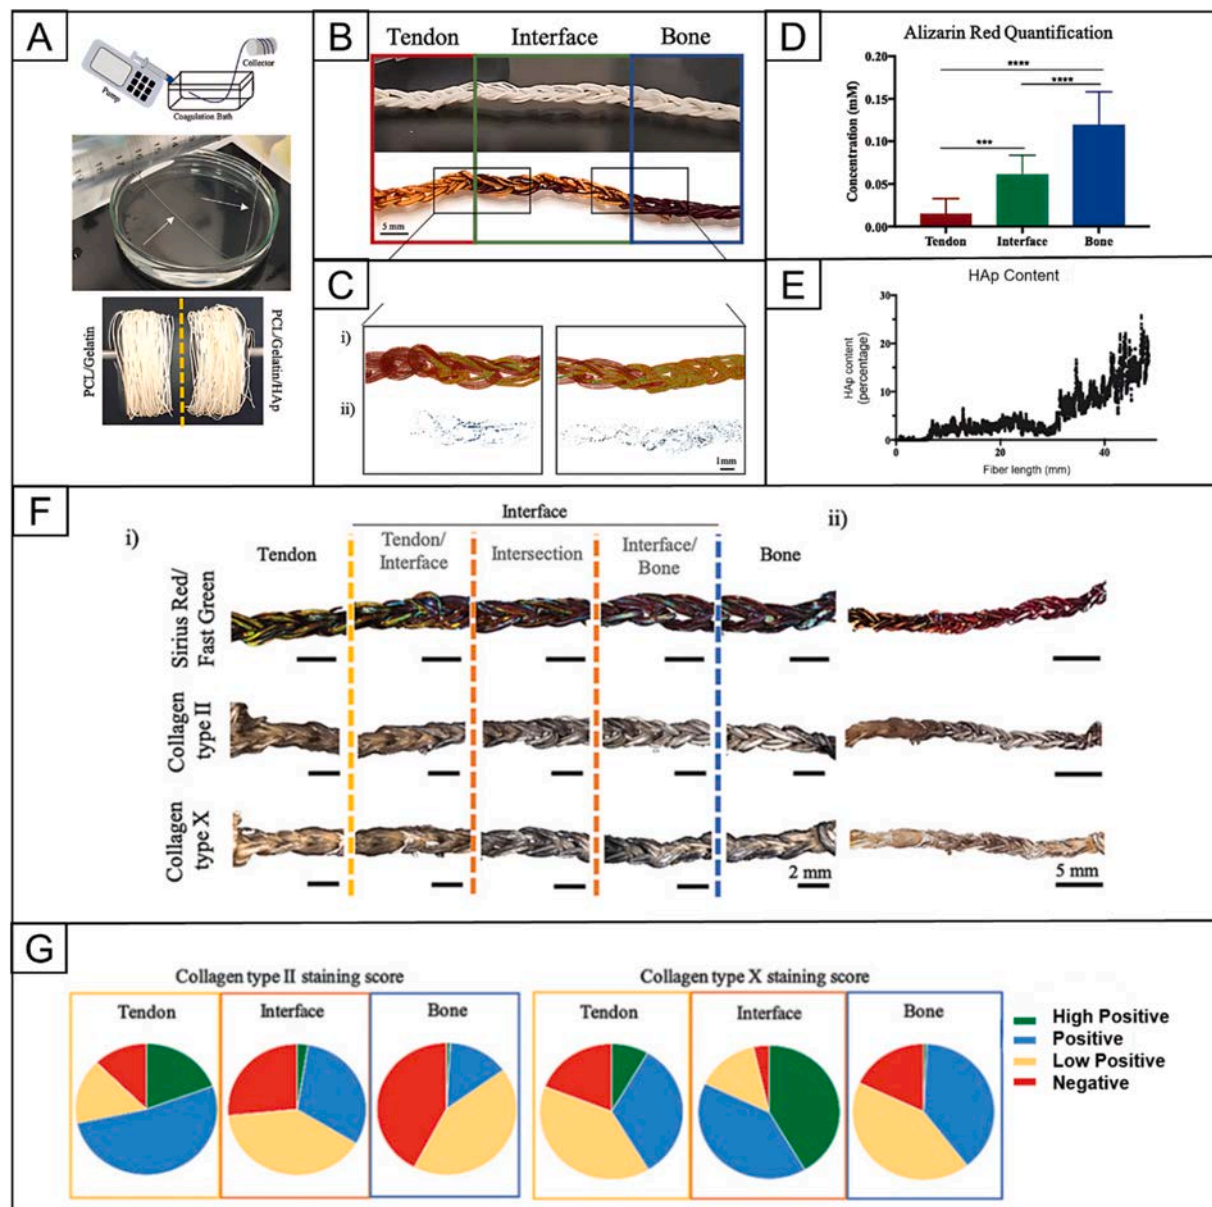 A
Pump
Coagulation Bath
Collector
PCL/Gelatin
PCL/Gelatin/HAp
B
Tendon Interface Bone
5 mm
C
i)
ii)
1mm
D
Alizarin Red Quantification
Concentration (mM)
0.20
0.15
0.10
0.05
0.00
****
****
***
Tendon Interface Bone
E
HAp Content
HAp content
(percentage)
30
20
10
0
0 20 40
Fiber length (mm)
F
i)
Interface
ii)
Tendon
Tendon/
Interface
Intersection
Interface/
Bone
Bone
Sirius Red/
Fast Green
Collagen
type II
Collagen
type X
2 mm
5 mm
G
Collagen type II staining score
Tendon Interface Bone
Collagen type X staining score
Tendon Interface Bone
High Positive
Positive
Low Positive
Negative